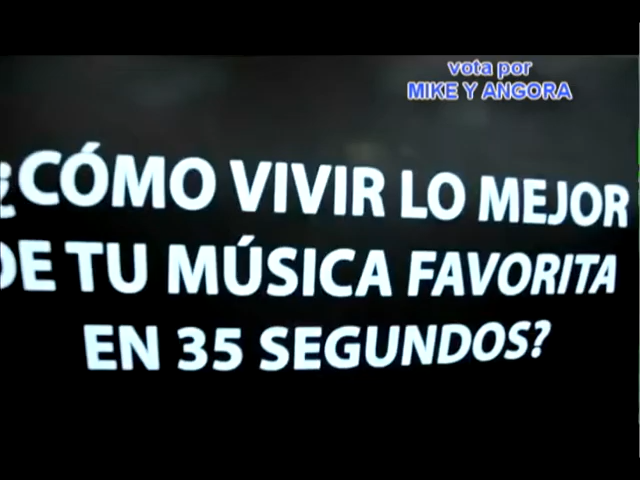 vota por
MIKE Y ANGORA
¿CÓMO VIVIR LO MEJOR
DE TU MÚSICA FAVORITA
EN 35 SEGUNDOS?